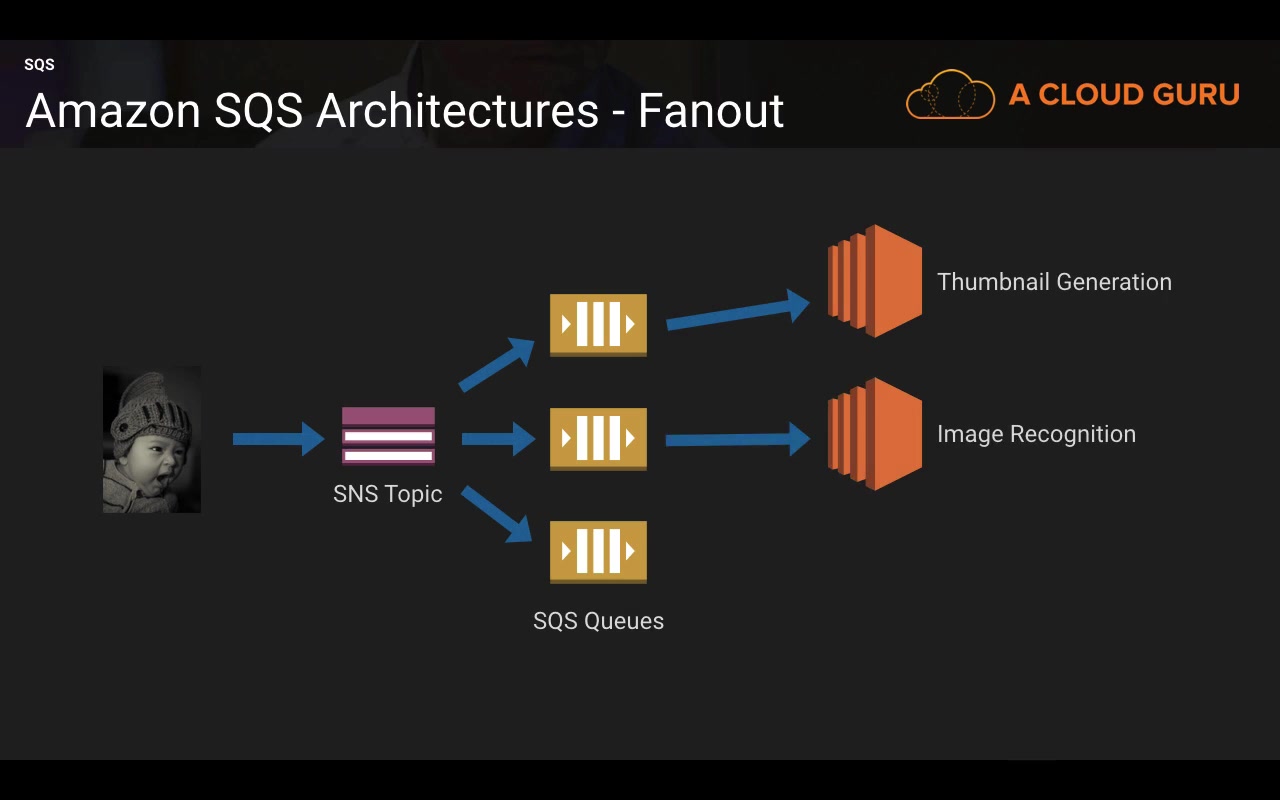 SQS
Amazon SQS Architectures - Fanout
A CLOUD GURU
Thumbnail Generation
Image Recognition
SNS Topic
SQS Queues